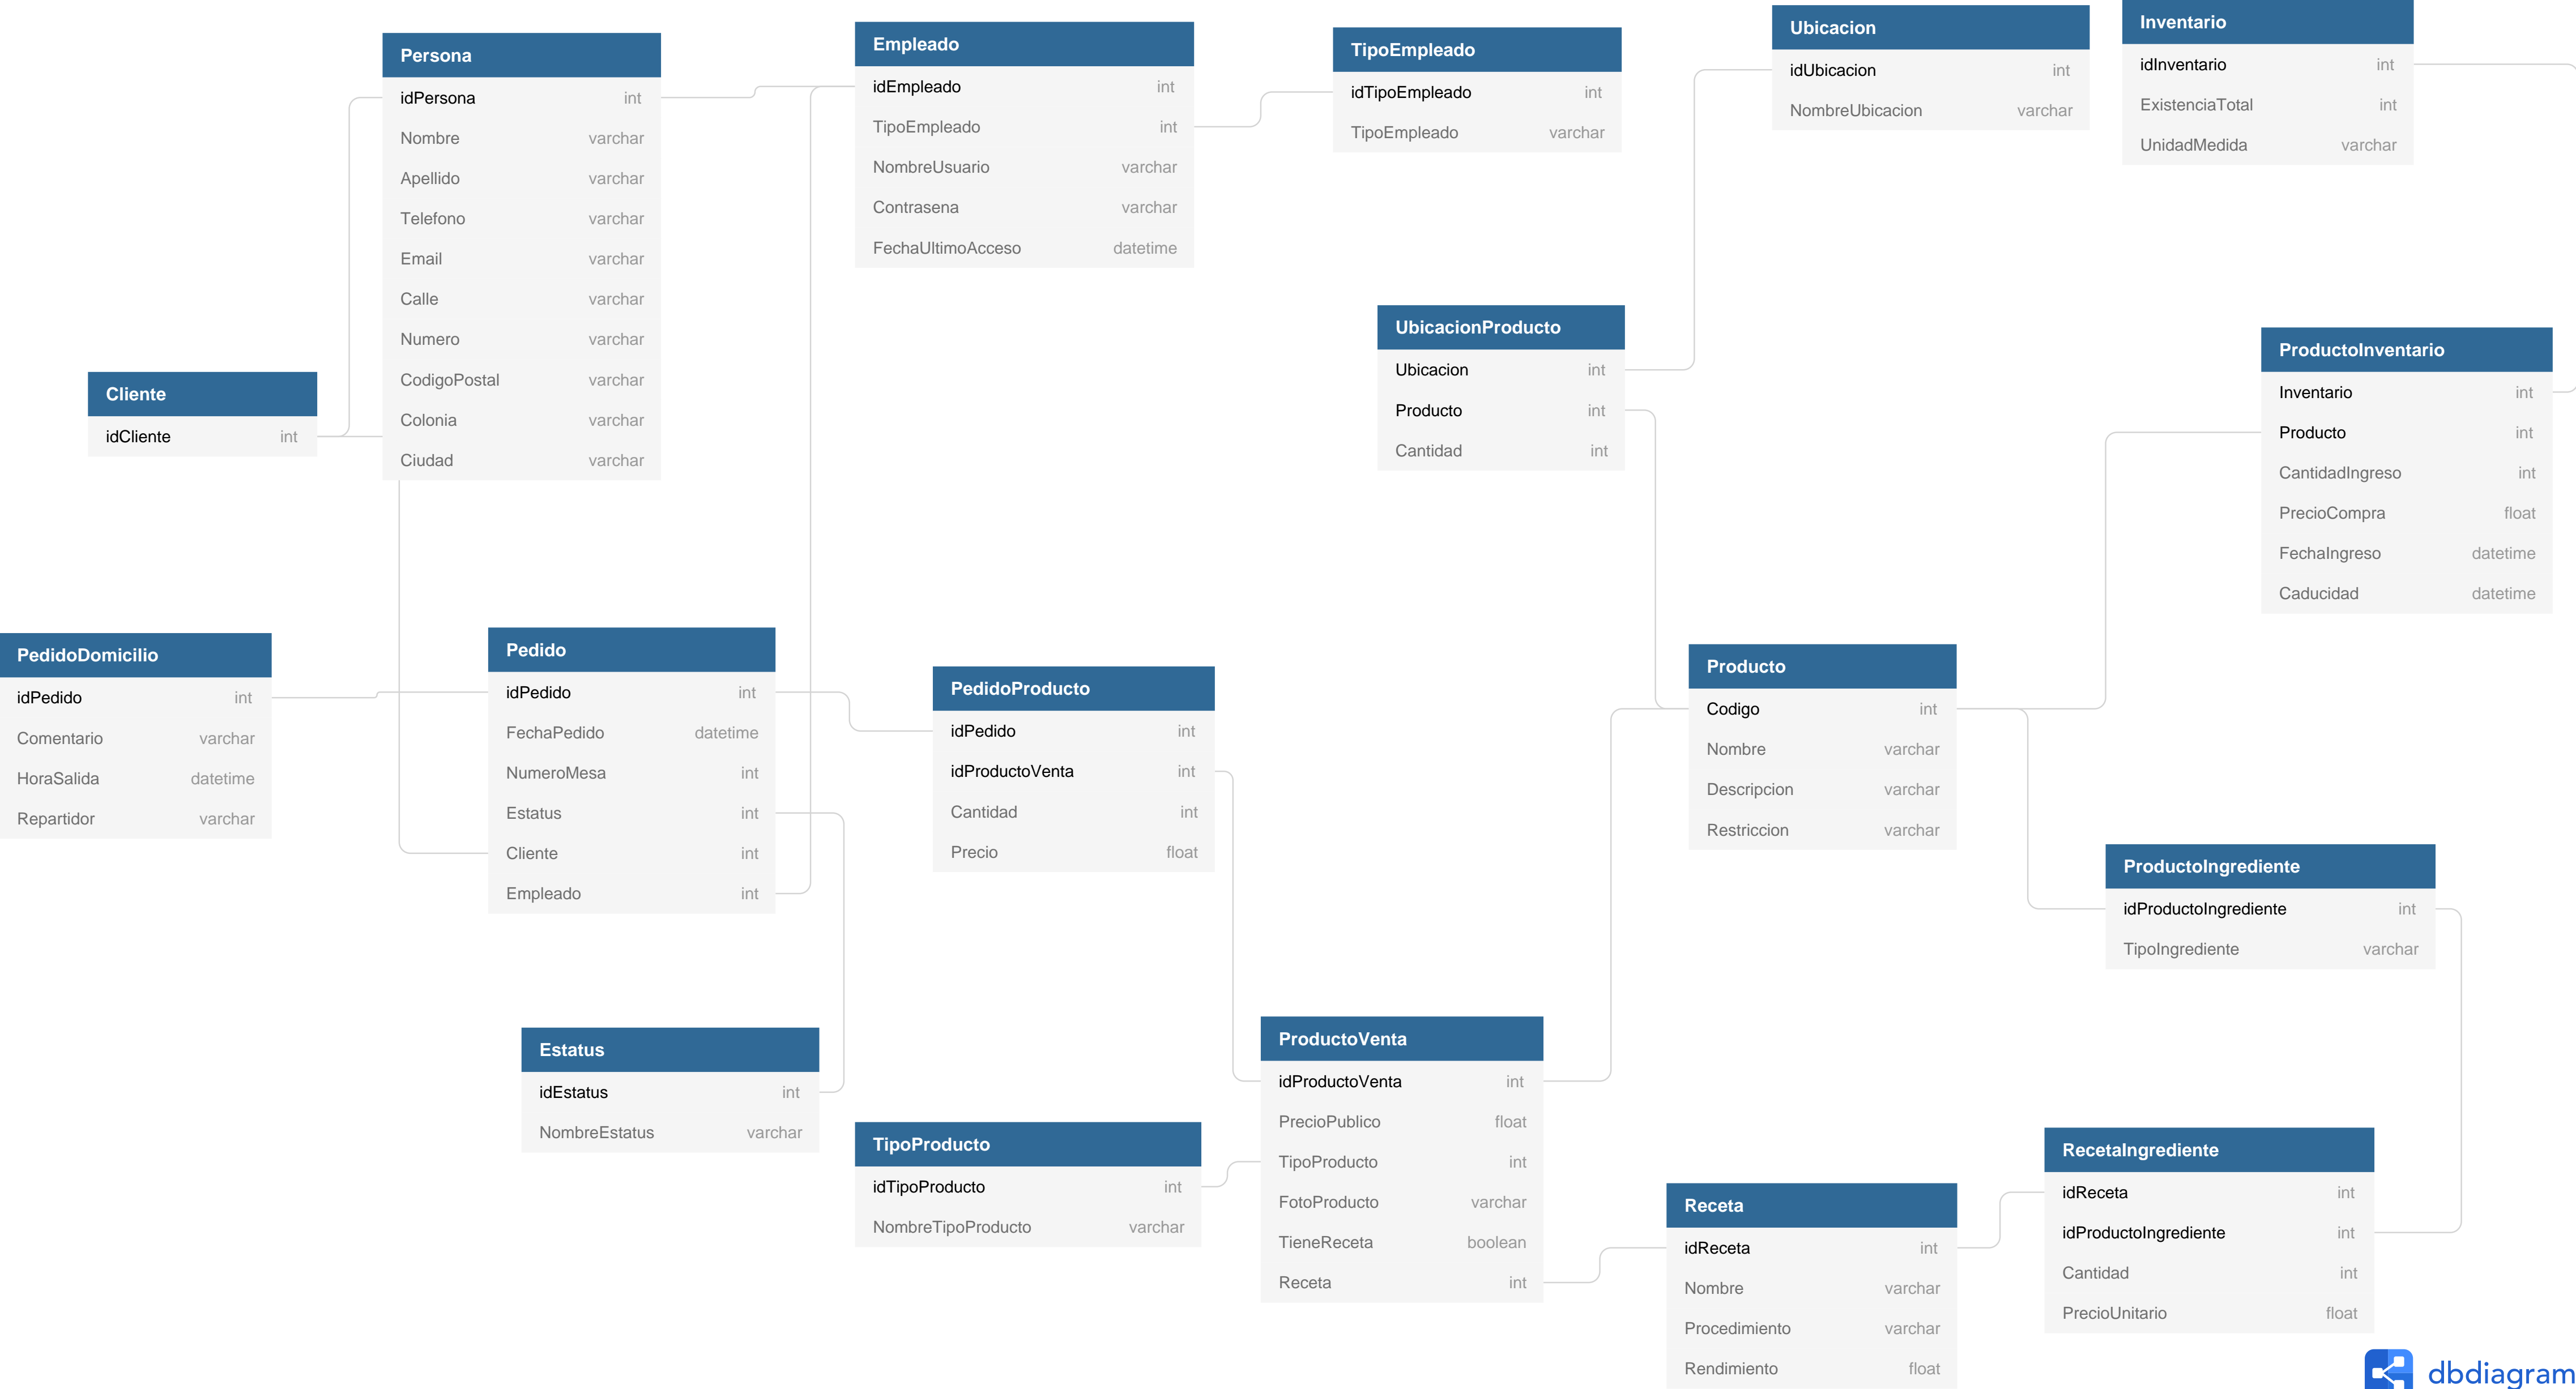 Persona
idPersona int
Nombre varchar
Apellido varchar
Telefono varchar
Email varchar
Calle varchar
Numero varchar
CodigoPostal varchar
Colonia varchar
Ciudad varchar
Empleado
idEmpleado int
TipoEmpleado int
NombreUsuario varchar
Contrasena varchar
FechaUltimoAcceso datetime
TipoEmpleado
idTipoEmpleado int
TipoEmpleado varchar
Ubicacion
idUbicacion int
NombreUbicacion varchar
Inventario
idInventario int
ExistenciaTotal int
UnidadMedida varchar
Cliente
idCliente int
UbicacionProducto
Ubicacion int
Producto int
Cantidad int
ProductoInventario
Inventario int
Producto int
CantidadIngreso int
PrecioCompra float
FechaIngreso datetime
Caducidad datetime
PedidoDomicilio
idPedido int
Comentario varchar
HoraSalida datetime
Repartidor varchar
Pedido
idPedido int
FechaPedido datetime
NumeroMesa int
Estatus int
Cliente int
Empleado int
PedidoProducto
idPedido int
idProductoVenta int
Cantidad int
Precio float
Producto
Codigo int
Nombre varchar
Descripcion varchar
Restriccion varchar
ProductoIngrediente
idProductoIngrediente int
TipoIngrediente varchar
Estatus
idEstatus int
NombreEstatus varchar
TipoProducto
idTipoProducto int
NombreTipoProducto varchar
ProductoVenta
idProductoVenta int
PrecioPublico float
TipoProducto int
FotoProducto varchar
TieneReceta boolean
Receta int
Receta
idReceta int
Nombre varchar
Procedimiento varchar
Rendimiento float
RecetaIngrediente
idReceta int
idProductoIngrediente int
Cantidad int
PrecioUnitario float
dbdiagram